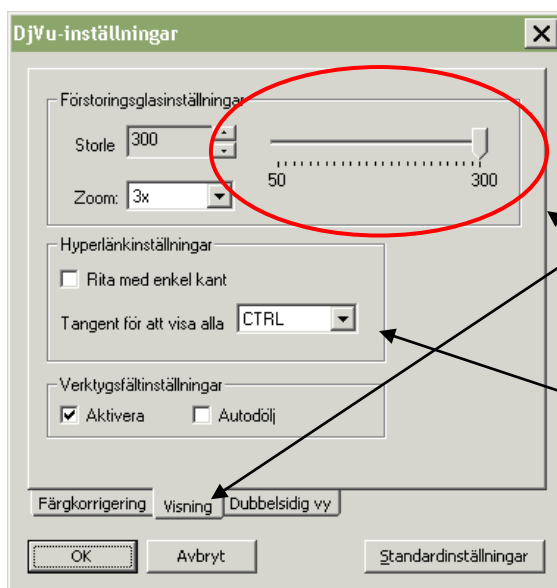 DjVu-inställningar
Förstoringsglasinställningar
Storle 300
50 300
Zoom: 3x
Hyperlänkinställningar
Rita med enkel kant
Tangent för att visa alla CTRL
Verktygsfältinställningar
Aktivera Autodölj
Färgkorrigering Visning Dubbelsidig vy
OK Avbryt Standardinställningar